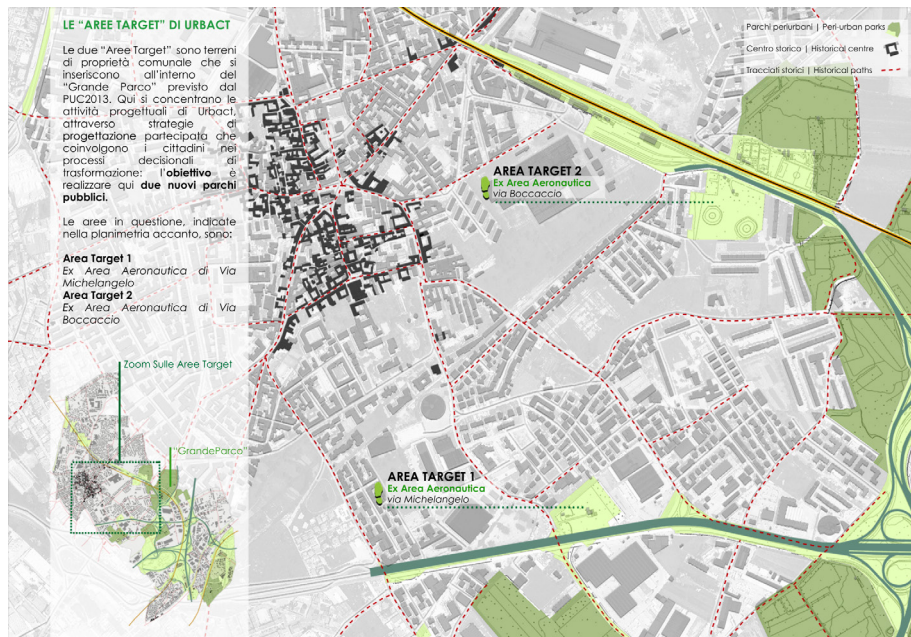 LE “AREE TARGET” DI URBACT
Le due “Aree Target” sono terreni
di proprietà comunale che si
inseriscono all’interno del
“Grande Parco” previsto dal
PUC2013. Qui si concentrano le
attività progettuali di Urbact,
attraverso strategie di
progettazione partecipata che
coinvolgono i cittadini nei
processi decisionali di
trasformazione: l’obiettivo è
realizzare qui due nuovi parchi
pubblici.
Le aree in questione, indicate
nella planimetria accanto, sono:
Area Target 1
Ex Area Aeronautica di Via
Michelangelo
Area Target 2
Ex Area Aeronautica di Via
Boccaccio
Zoom Sulle Aree Target
“GrandeParco”
Parchi periurbani | Peri-urban parks
Centro storico | Historical centre
Tracciati storici | Historical paths
AREA TARGET 2
Ex Area Aeronautica
via Boccaccio
AREA TARGET 1
Ex Area Aeronautica
via Michelangelo